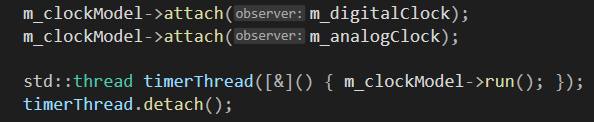 m_clockModel->attach(observer: m_digitalClock);
m_clockModel->attach(observer: m_analogClock);
std::thread timerThread([&]() { m_clockModel->run(); });
timerThread.detach();